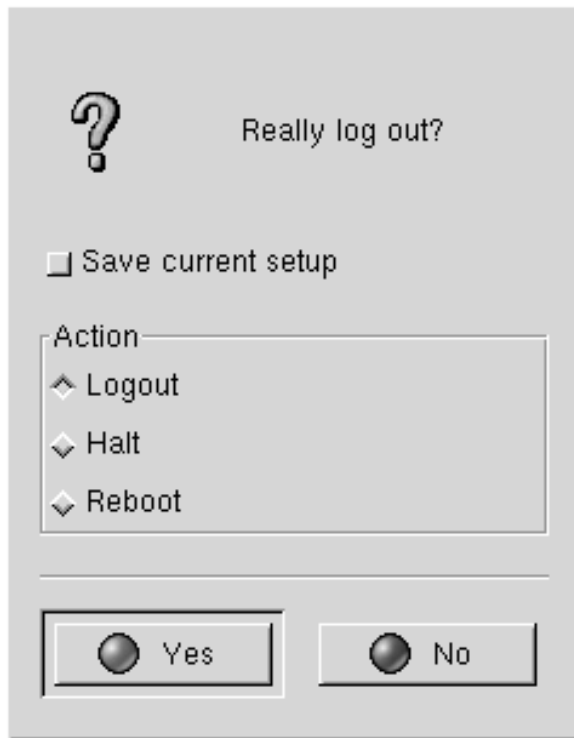 Really log out?
Save current setup
Action
Logout
Halt
Reboot
Yes No